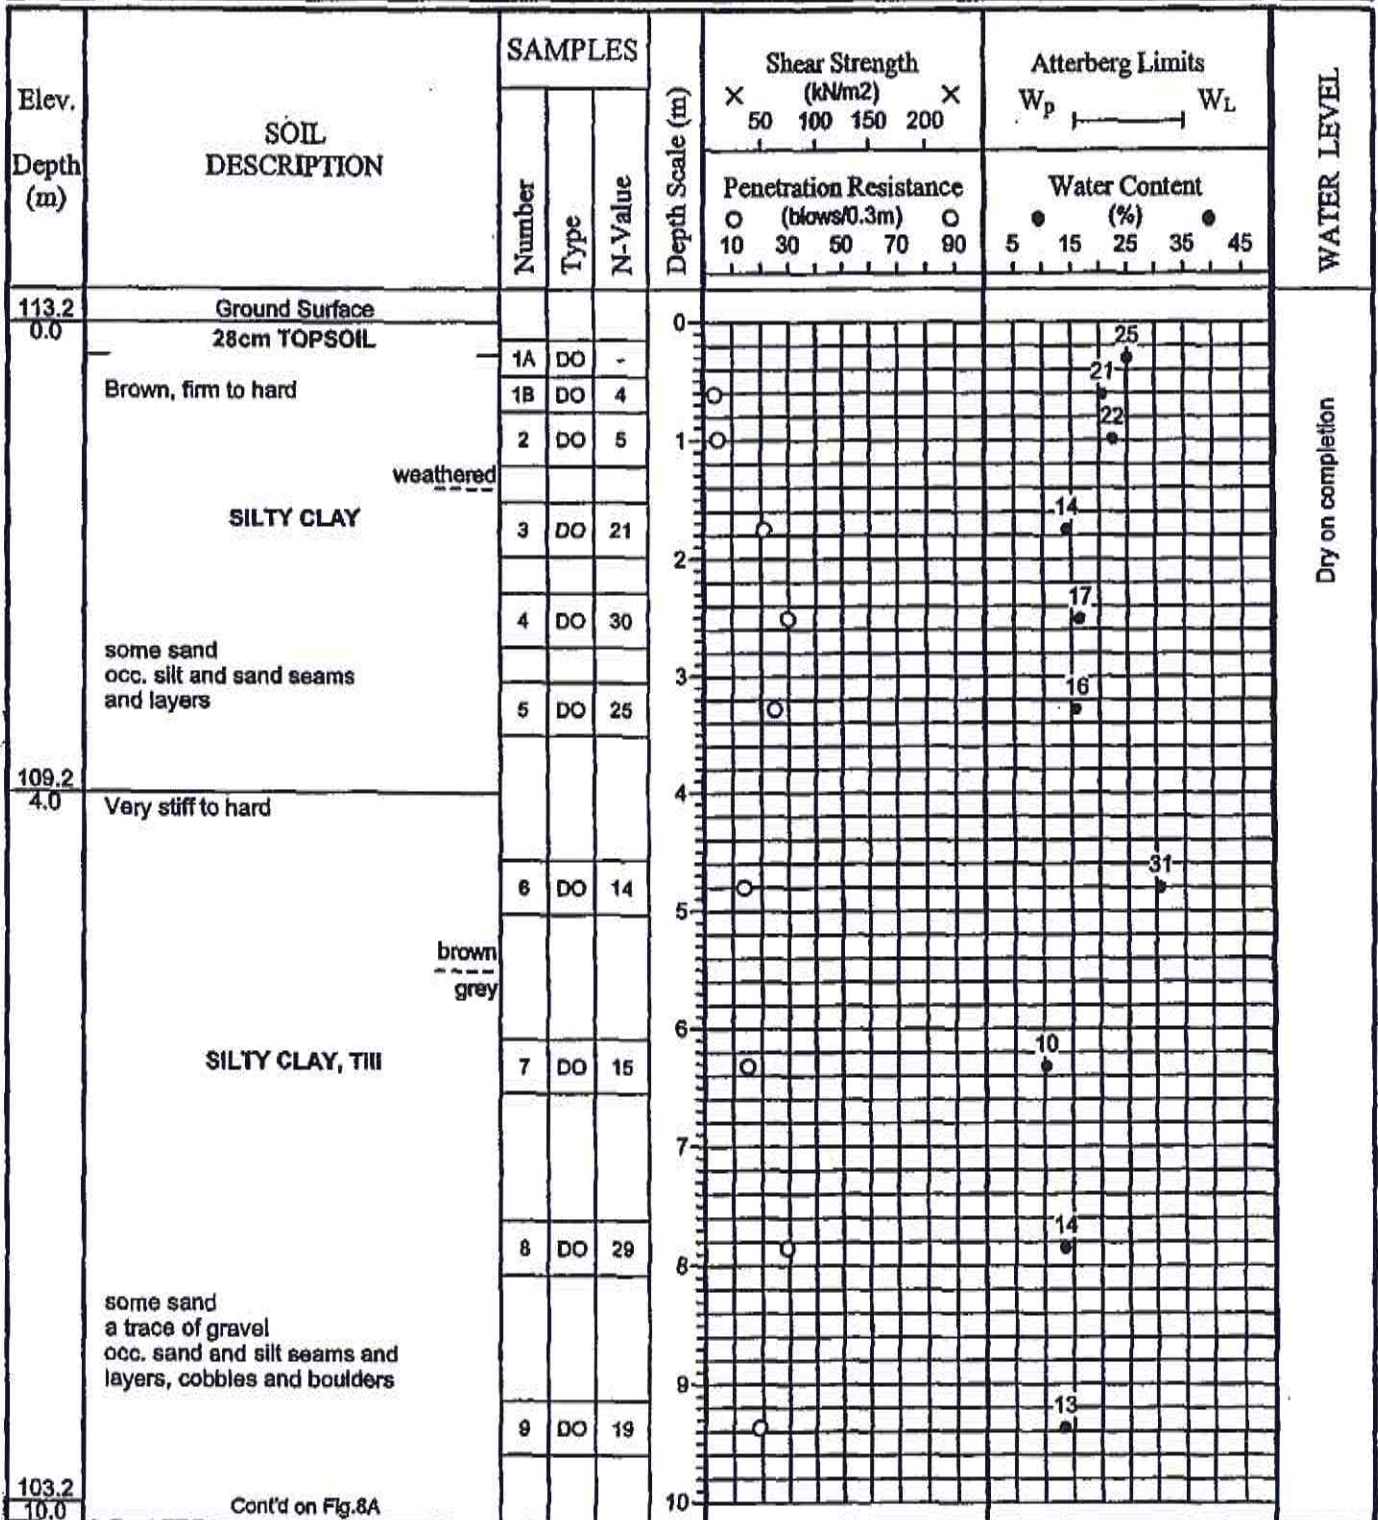 SAMPLES
Elev.
Depth
(m)
SOIL
DESCRIPTION
Number
Type
N-Value
Depth Scale (m)
Shear Strength
× (kN/m2) ×
50 100 150 200
Penetration Resistance
(blows/0.3m)
10 30 50 70 90
Atterberg Limits
Wp WL
Water Content
(%)
5 15 25 35 45
WATER LEVEL
113.2 Ground Surface
0.0 28cm TOPSOIL
0
25
1A DO -
21
Brown, firm to hard
1B DO 4
22
2 DO 5
1
weathered
14
SILTY CLAY
3 DO 21
2
Dry on completion
17
4 DO 30
some sand
occ. silt and sand seams
and layers
3
16
5 DO 25
109.2
4.0 Very stiff to hard
4
31
6 DO 14
5
brown
grey
6
10
SILTY CLAY, Till
7 DO 15
7
14
8 DO 29
8
some sand
a trace of gravel
occ. sand and silt seams and
layers, cobbles and boulders
9
13
9 DO 19
103.2
10.0 Cont'd on Fig.8A
10